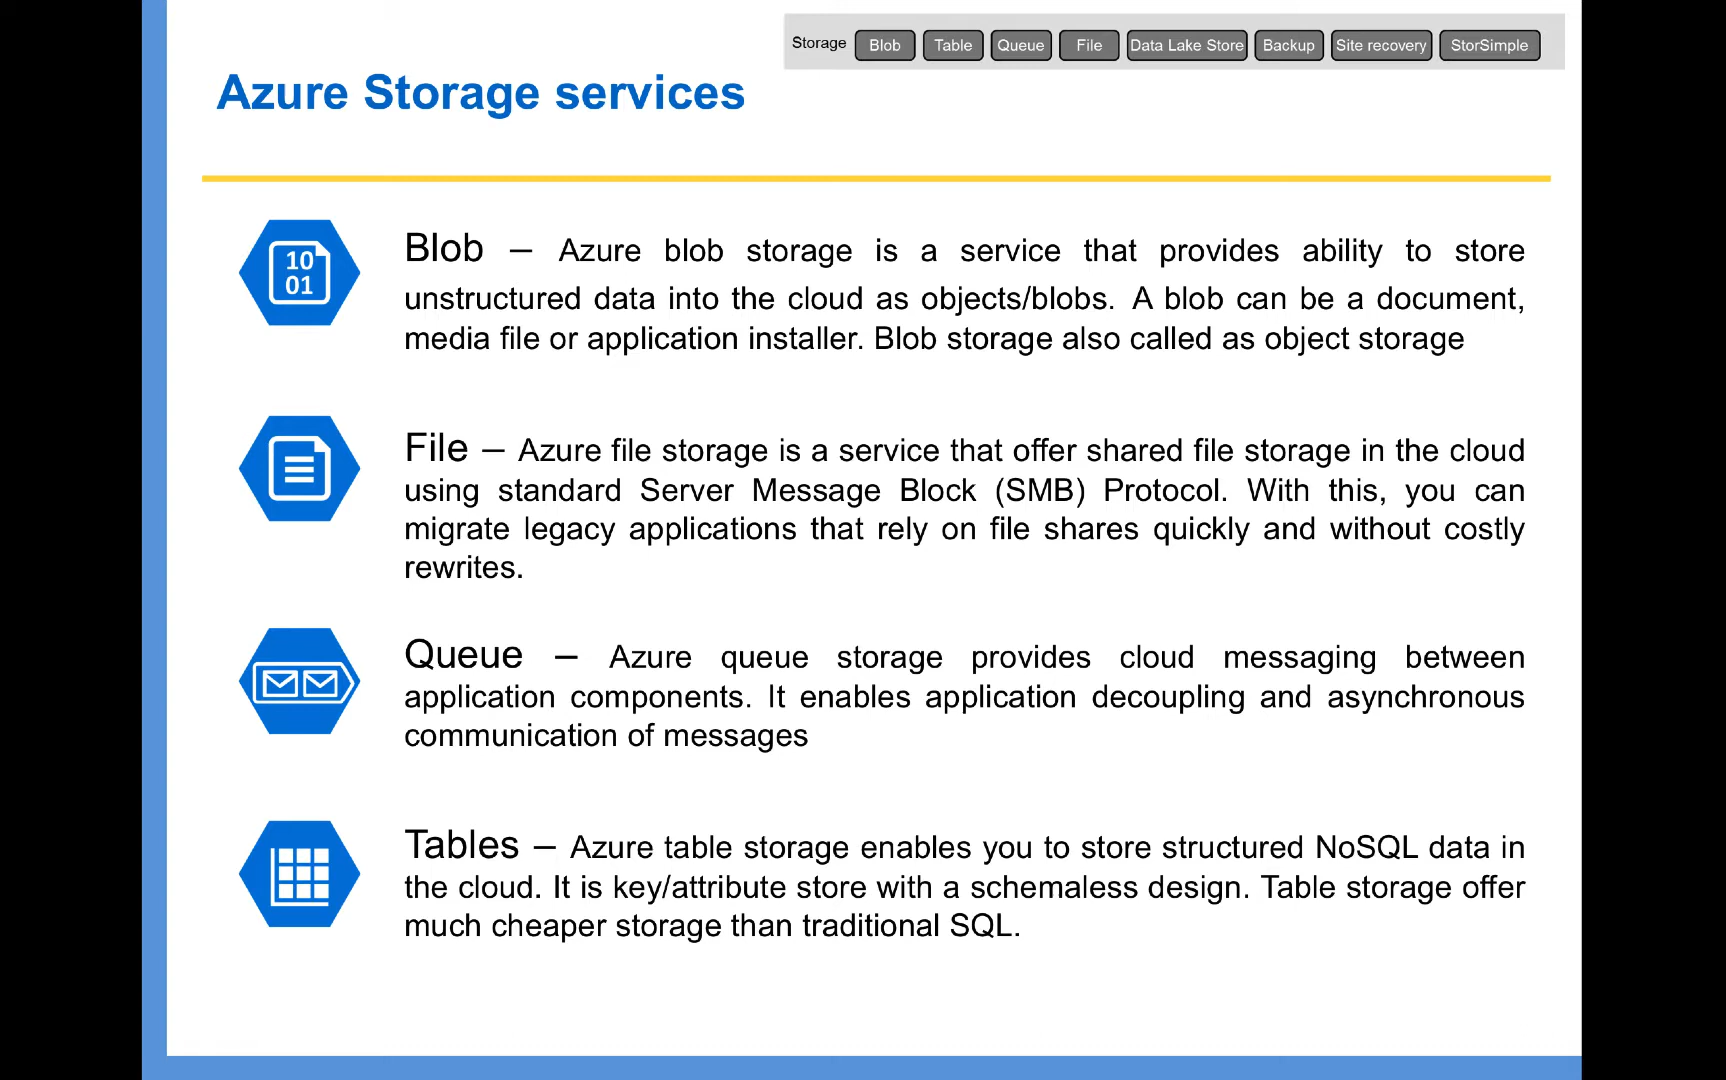 Storage Blob Table Queue File Data Lake Store Backup Site recovery StorSimple
Azure Storage services
10
01
Blob – Azure blob storage is a service that provides ability to store
unstructured data into the cloud as objects/blobs. A blob can be a document,
media file or application installer. Blob storage also called as object storage
File – Azure file storage is a service that offer shared file storage in the cloud
using standard Server Message Block (SMB) Protocol. With this, you can
migrate legacy applications that rely on file shares quickly and without costly
rewrites.
Queue – Azure queue storage provides cloud messaging between
application components. It enables application decoupling and asynchronous
communication of messages
Tables – Azure table storage enables you to store structured NoSQL data in
the cloud. It is key/attribute store with a schemaless design. Table storage offer
much cheaper storage than traditional SQL.